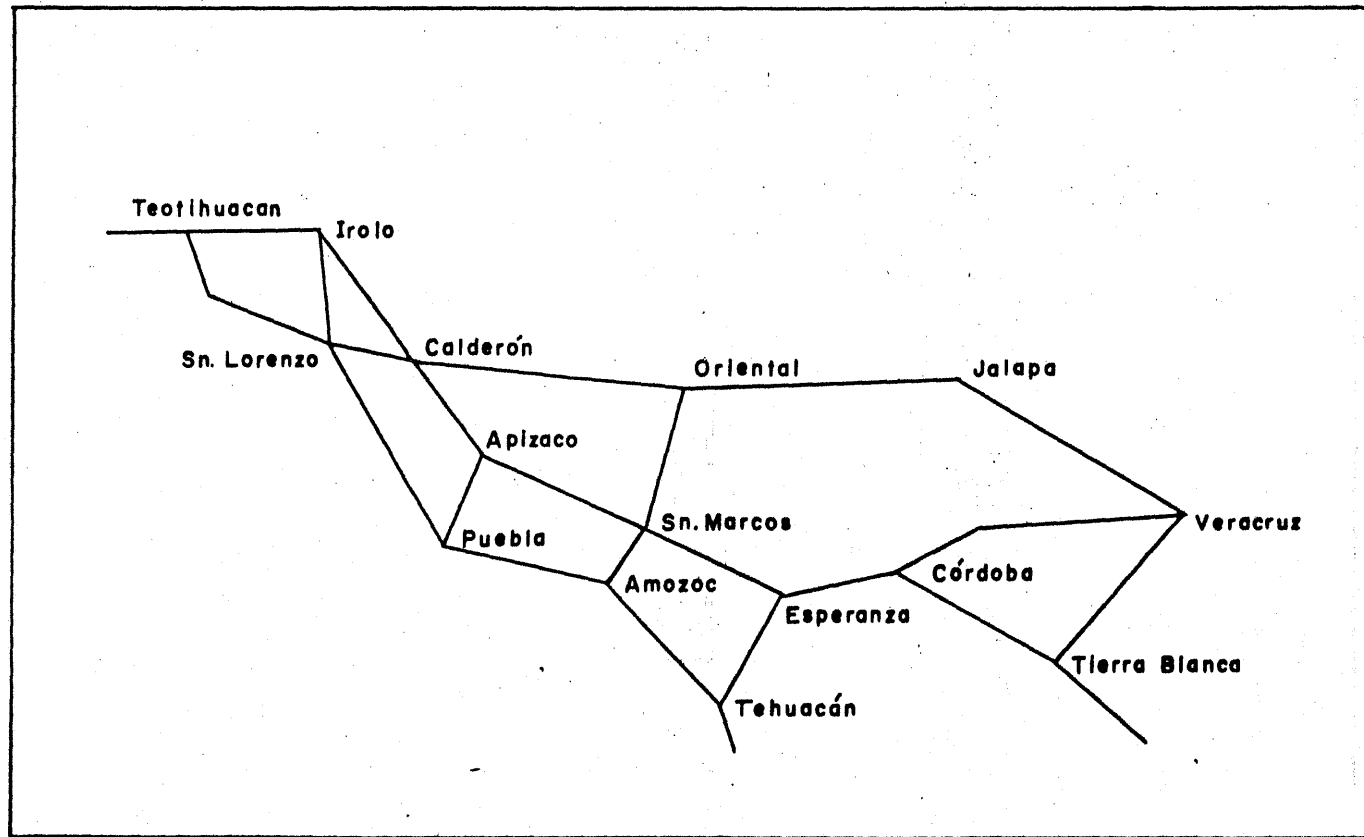 Teotihuacan
Irolo
Sn. Lorenzo
Calderón
Oriental
Jalapa
Apizaco
Sn. Marcos
Veracruz
Puebla
Amozoc
Córdoba
Esperanza
Tierra Blanca
Tehuacán